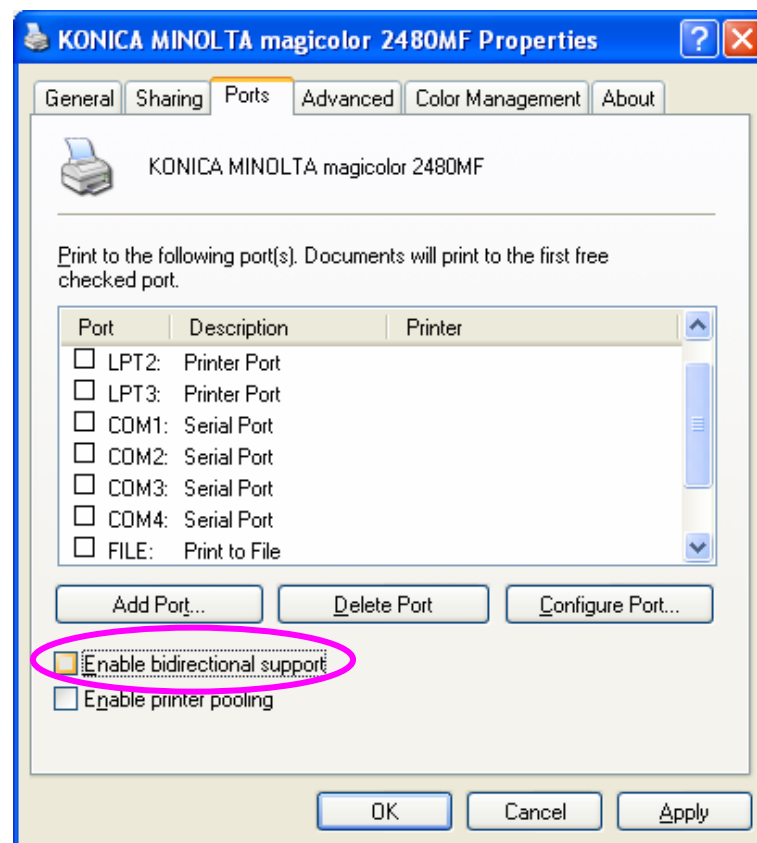 KONICA MINOLTA magicolor 2480MF Properties
General Sharing Ports Advanced Color Management About
KONICA MINOLTA magicolor 2480MF
Print to the following port(s). Documents will print to the first free
checked port.
Port Description Printer
LPT2: Printer Port
LPT3: Printer Port
COM1: Serial Port
COM2: Serial Port
COM3: Serial Port
COM4: Serial Port
FILE: Print to File
Add Port... Delete Port Configure Port...
Enable bidirectional support
Enable printer pooling
OK Cancel Apply